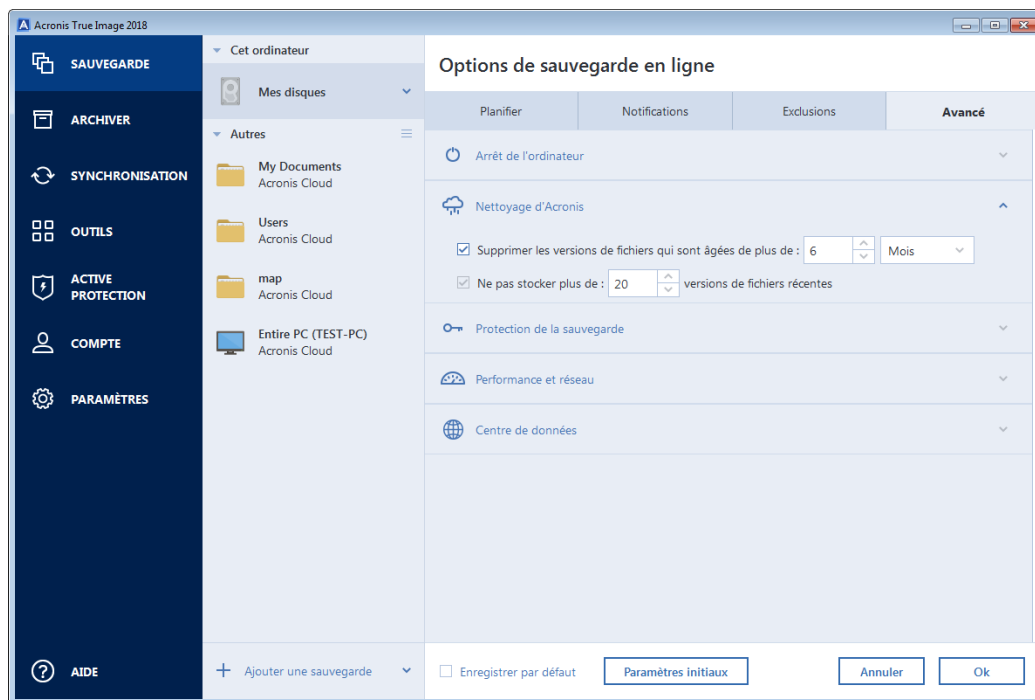 Acronis True Image 2018
SAUVEGARDE
ARCHIVER
SYNCHRONISATION
OUTILS
ACTIVE
PROTECTION
COMPTE
PARAMÈTRES
AIDE
Cet ordinateur
Mes disques
Autres
My Documents
Acronis Cloud
Users
Acronis Cloud
map
Acronis Cloud
Entire PC (TEST-PC)
Acronis Cloud
Ajouter une sauvegarde
Options de sauvegarde en ligne
Planifier Notifications Exclusions Avancé
Arrêt de l'ordinateur
Nettoyage d'Acronis
Supprimer les versions de fichiers qui sont âgées de plus de : 6 Mois
Ne pas stocker plus de : 20 versions de fichiers récentes
Protection de la sauvegarde
Performance et réseau
Centre de données
Enregistrer par défaut Paramètres initiaux Annuler Ok